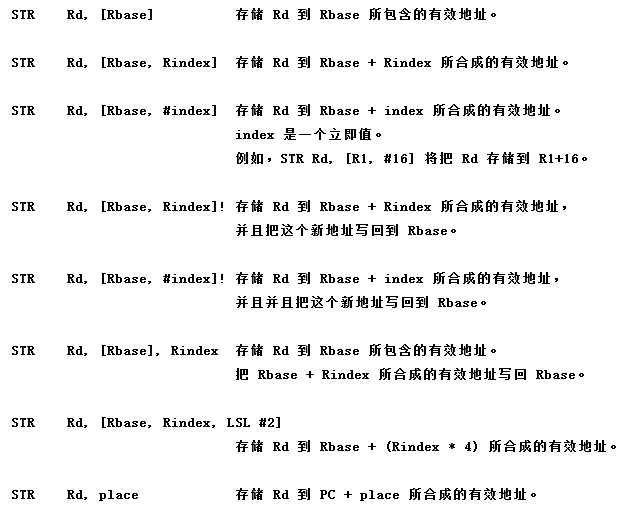 STR Rd, [Rbase] 存储 Rd 到 Rbase 所包含的有效地址。
STR Rd, [Rbase, Rindex] 存储 Rd 到 Rbase + Rindex 所合成的有效地址。
STR Rd, [Rbase, #index] 存储 Rd 到 Rbase + index 所合成的有效地址。
index 是一个立即值。
例如，STR Rd, [R1, #16] 将把 Rd 存储到 R1+16。
STR Rd, [Rbase, Rindex]! 存储 Rd 到 Rbase + Rindex 所合成的有效地址，
并且把这个新地址写回到 Rbase。
STR Rd, [Rbase, #index]! 存储 Rd 到 Rbase + index 所合成的有效地址，
并且并且把这个新地址写回到 Rbase。
STR Rd, [Rbase], Rindex 存储 Rd 到 Rbase 所包含的有效地址。
把 Rbase + Rindex 所合成的有效地址写回 Rbase。
STR Rd, [Rbase, Rindex, LSL #2]
存储 Rd 到 Rbase + (Rindex * 4) 所合成的有效地址。
STR Rd, place 存储 Rd 到 PC + place 所合成的有效地址。